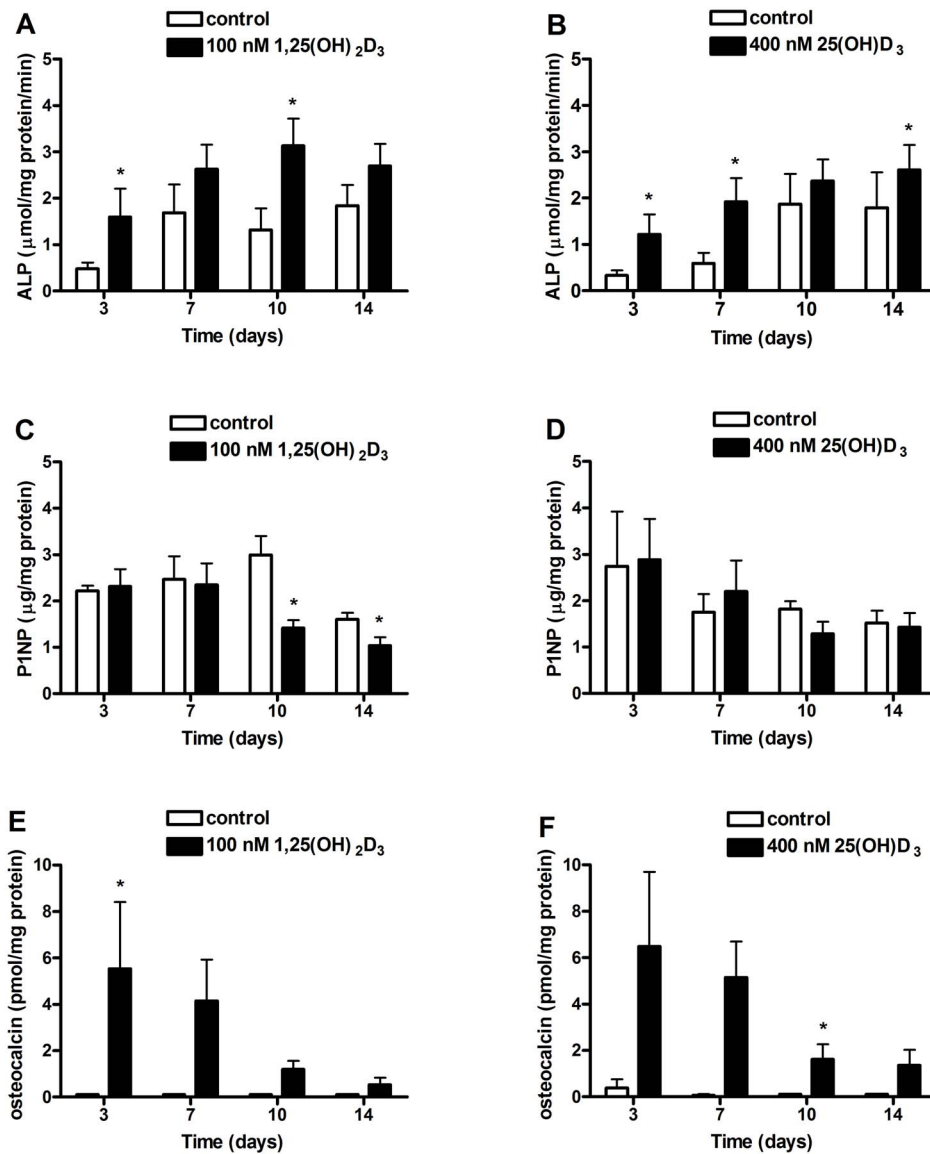 A
control
100 nM 1,25(OH)₂D₃
ALP (μmol/mg protein/min)
5
4
3
2
1
0
*
*
3 7 10 14
Time (days)
B
control
400 nM 25(OH)D₃
ALP (μmol/mg protein/min)
5
4
3
2
1
0
*
*
*
3 7 10 14
Time (days)
C
control
100 nM 1,25(OH)₂D₃
P1NP (μg/mg protein)
5
4
3
2
1
0
*
*
3 7 10 14
Time (days)
D
control
400 nM 25(OH)D₃
P1NP (μg/mg protein)
5
4
3
2
1
0
3 7 10 14
Time (days)
E
control
100 nM 1,25(OH)₂D₃
osteocalcin (pmol/mg protein)
10
8
6
4
2
0
*
3 7 10 14
Time (days)
F
control
400 nM 25(OH)D₃
osteocalcin (pmol/mg protein)
10
8
6
4
2
0
*
3 7 10 14
Time (days)